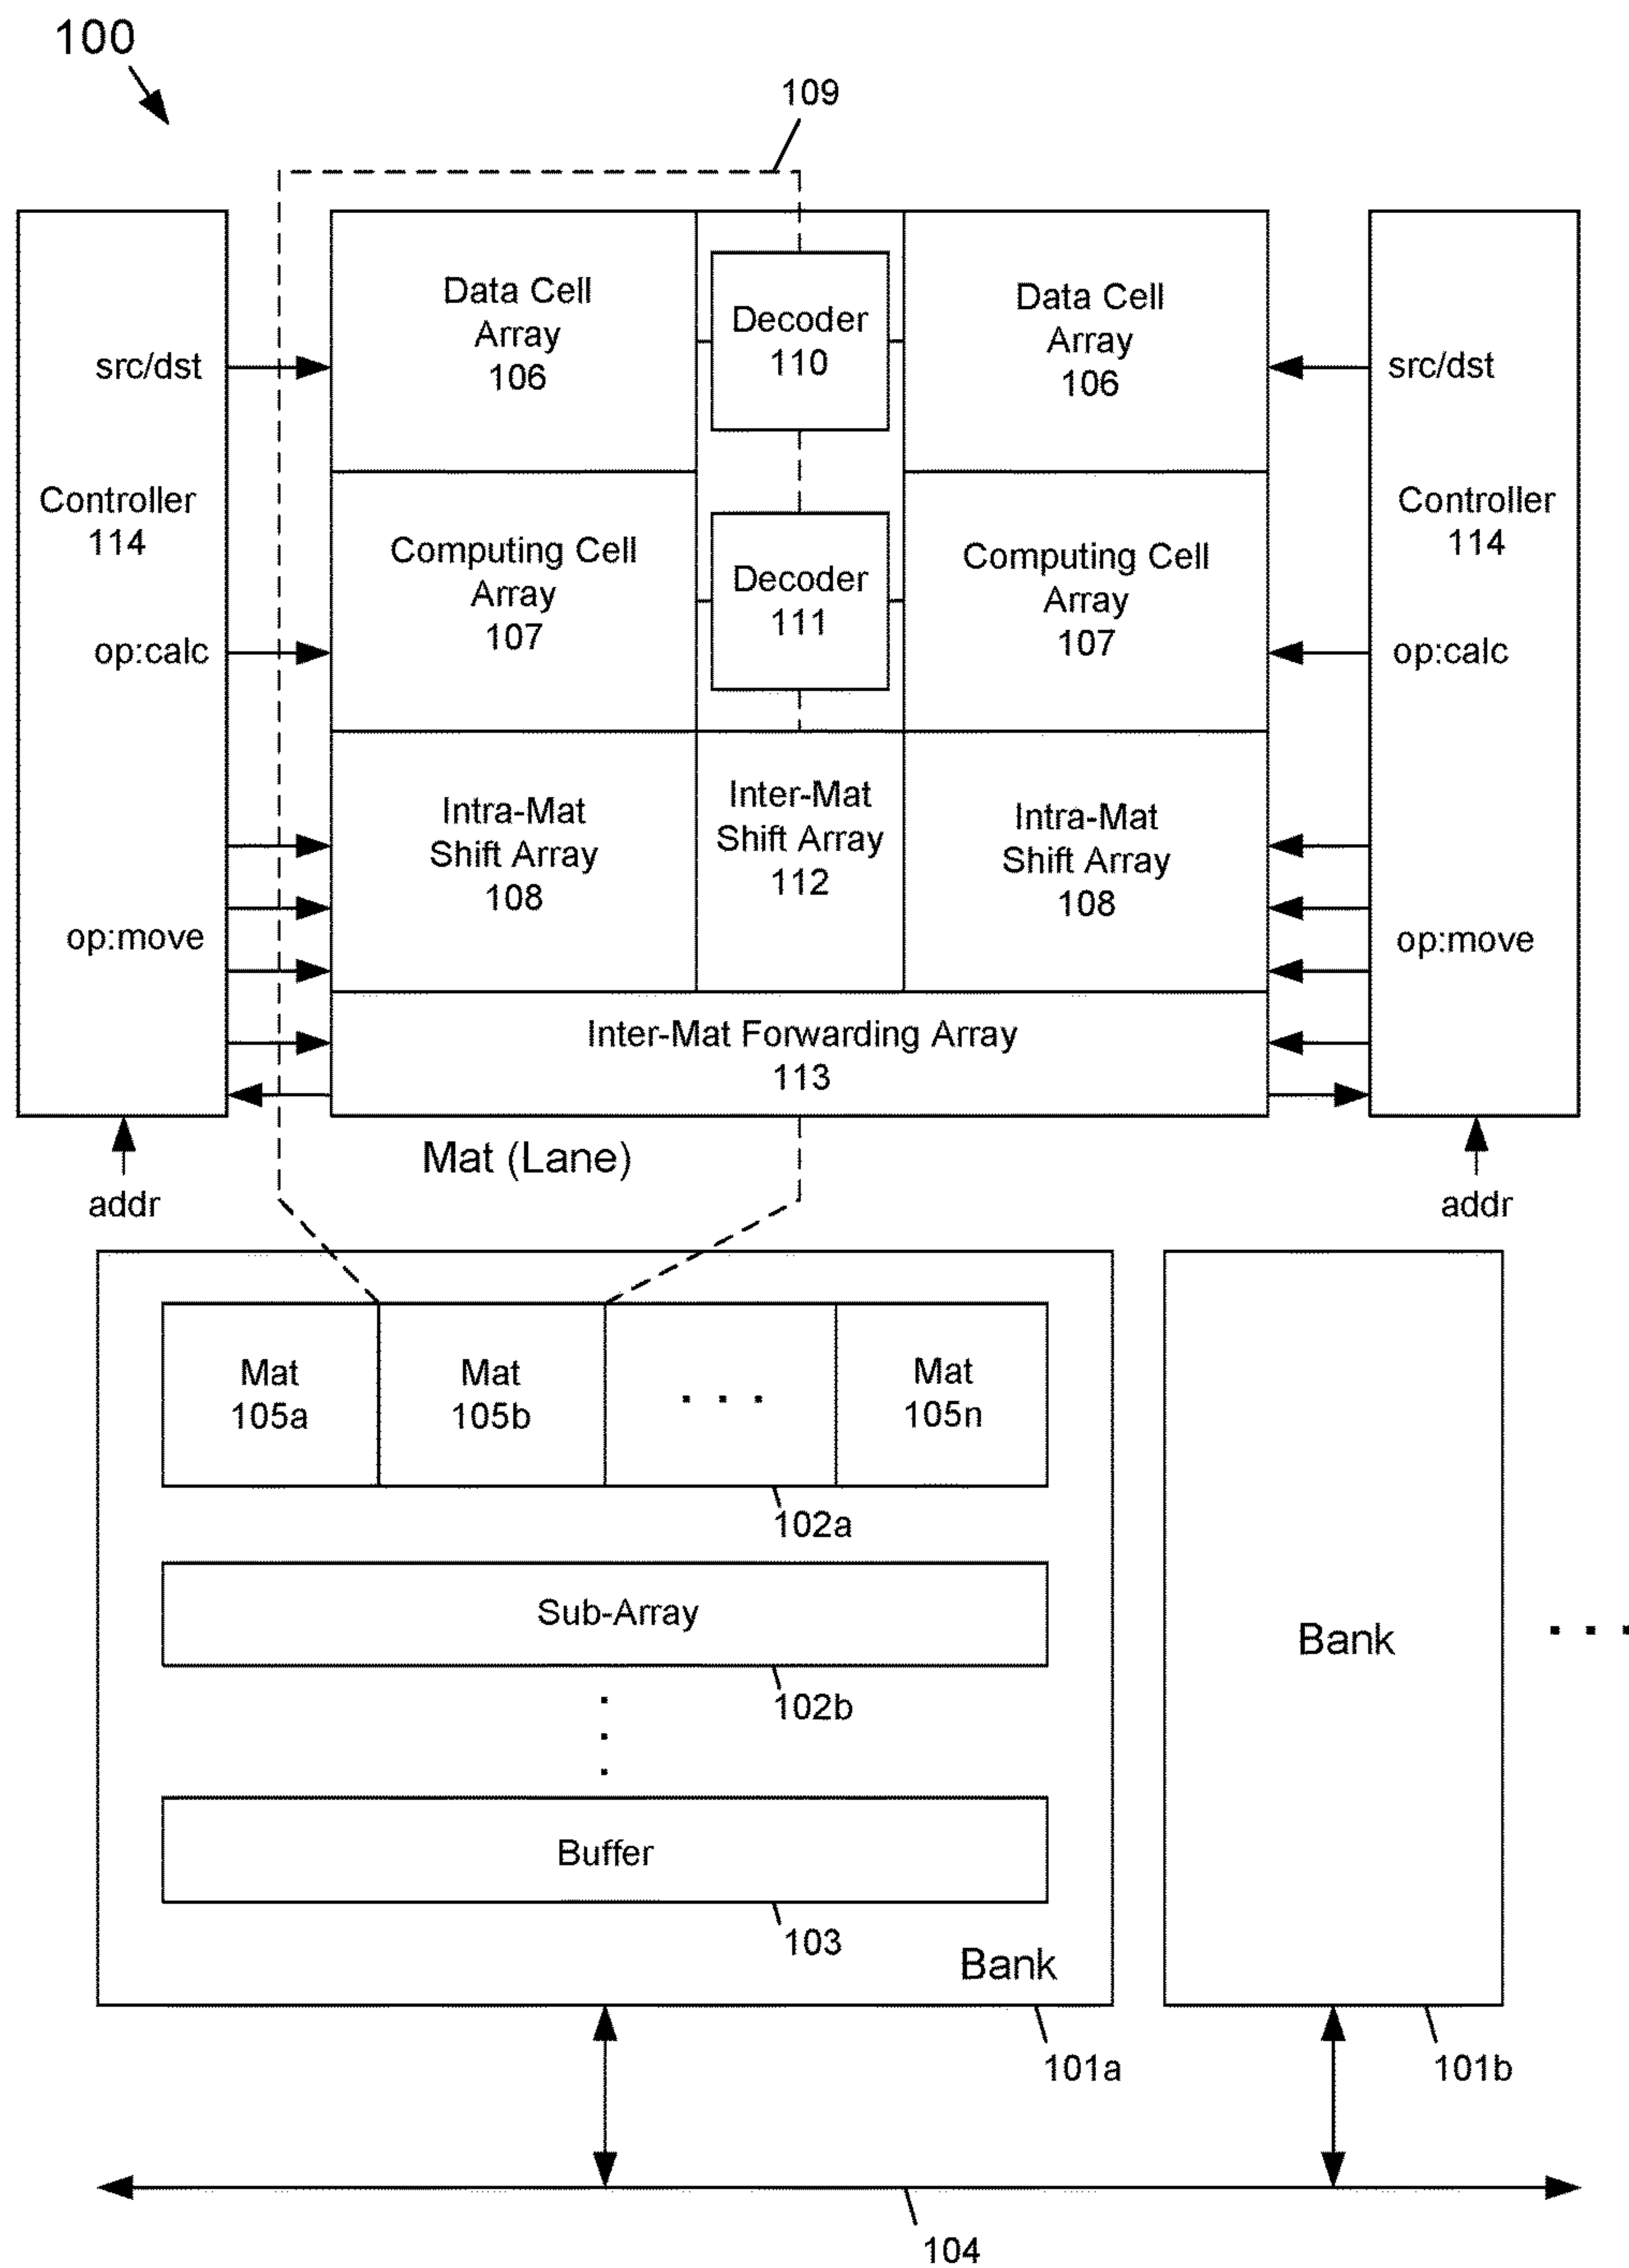 100
109
Data Cell
Array
106
Decoder
110
Data Cell
Array
106
src/dst
src/dst
Controller
114
Controller
114
Computing Cell
Array
107
Decoder
111
Computing Cell
Array
107
op:calc
op:calc
Intra-Mat
Shift Array
108
Inter-Mat
Shift Array
112
Intra-Mat
Shift Array
108
op:move
op:move
Inter-Mat Forwarding Array
113
Mat (Lane)
addr
addr
Mat
105a
Mat
105b
. . .
Mat
105n
102a
Sub-Array
102b
Buffer
103
Bank
101a
Bank
101b
. . .
104